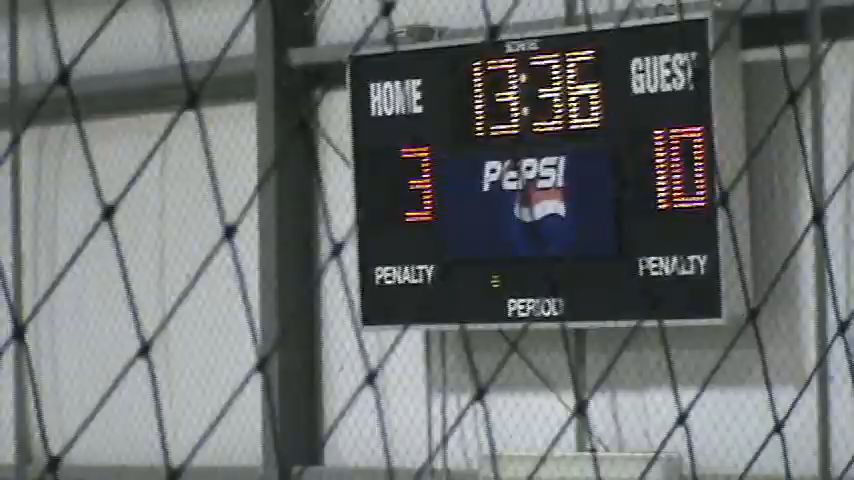 HOME 13:36 GUEST
3 PEPSI 10
PENALTY PENALTY
PERIOD